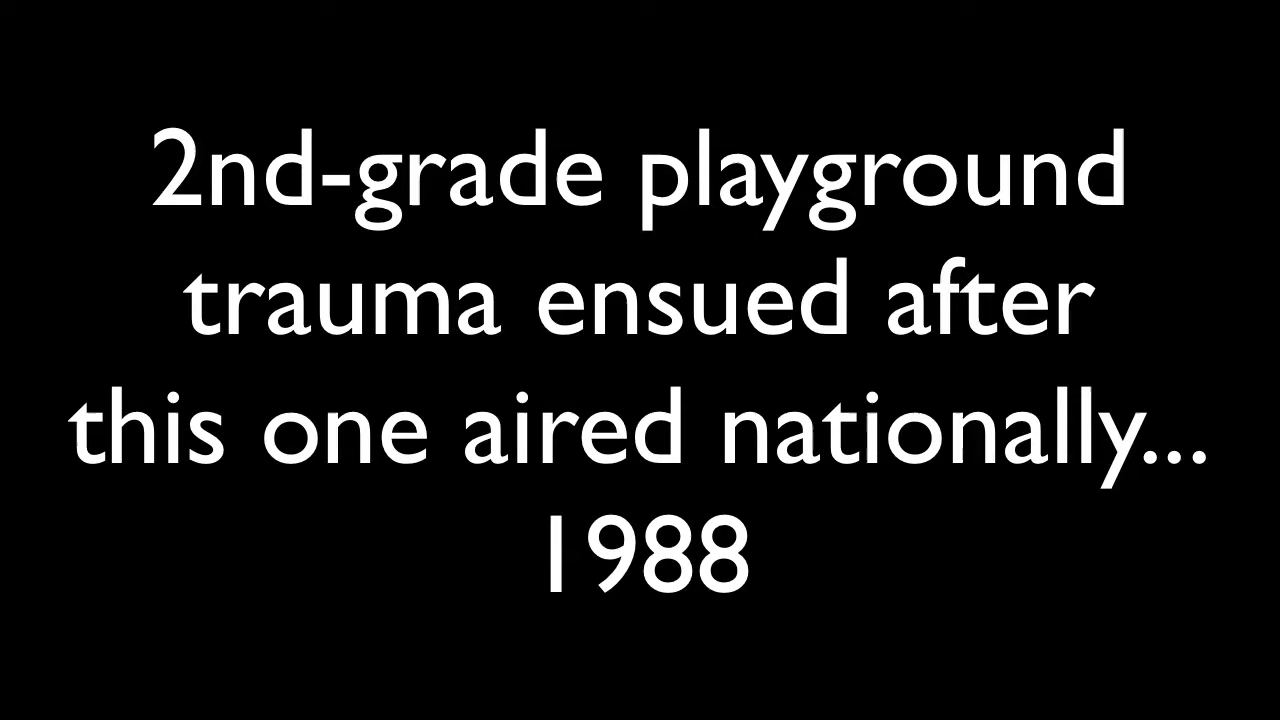 2nd-grade playground
trauma ensued after
this one aired nationally...
1988